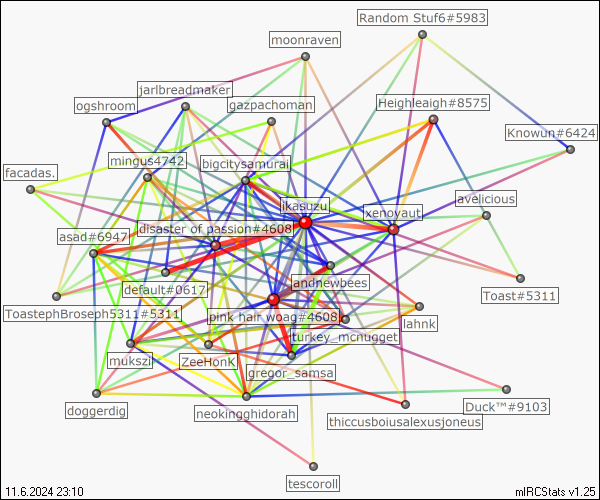 Random Stuf6#5983
moonraven
jarlbreadmaker
ogshroom
gazpachoman
Heighleigh#8575
Knowun#6424
mingus4742
bigcitysamurai
facadas.
ikasuzu
xenoyaut
avelicious
disaster of passion#4608
asad#6947
andnewbees
default#0617
Toast#5311
ToastephBroseph5311#5311
pink hair woag#4608
lahnk
turkey_mcnugget
mukszi
ZeeHonK
gregor_samsa
doggerdig
neokingghidorah
Duck™#9103
thiccusboiusalexusjoneus
tescoroll
11.6.2024 23:10
mIRCStats v1.25